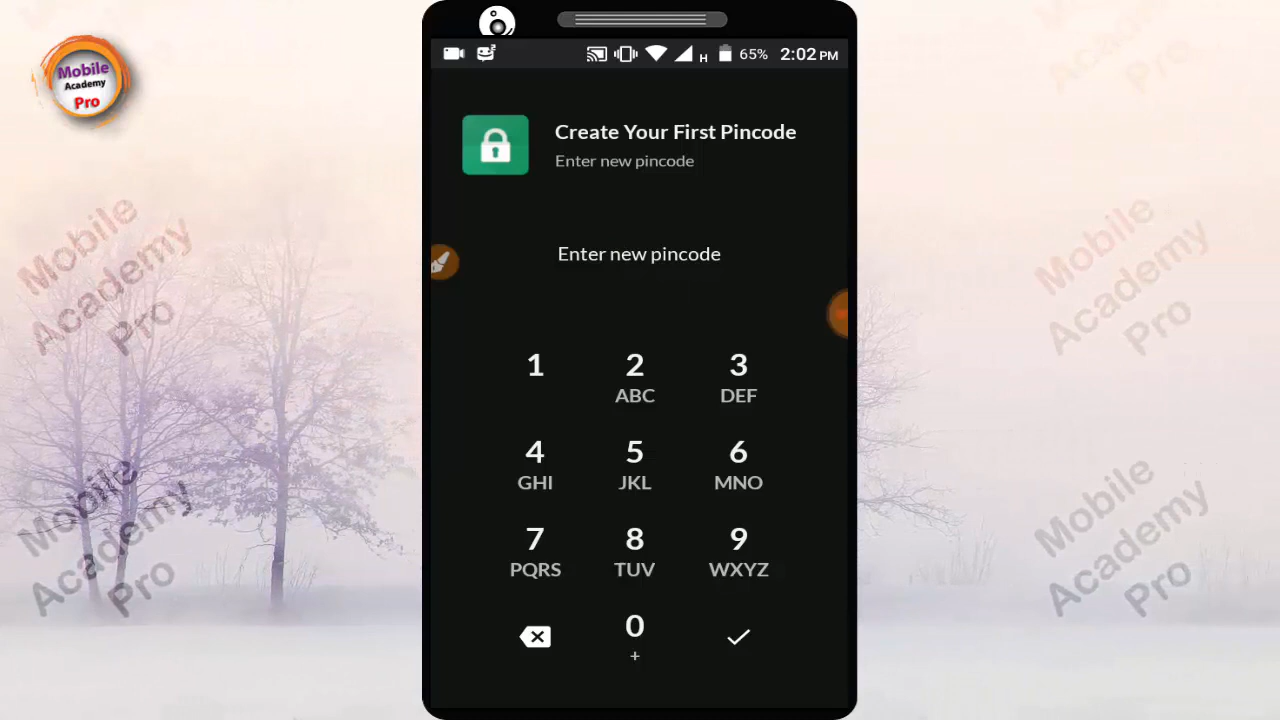 Mobile
Academy
Pro
H
65%
2:02 PM
Create Your First Pincode
Enter new pincode
Enter new pincode
1
2
3
ABC
DEF
4
5
6
GHI
JKL
MNO
7
8
9
PQRS
TUV
WXYZ
0
+
Mobile
Academy
Pro
Mobile
Academy
Pro
Mobile
Academy
Pro
Mobile
Academy
Pro